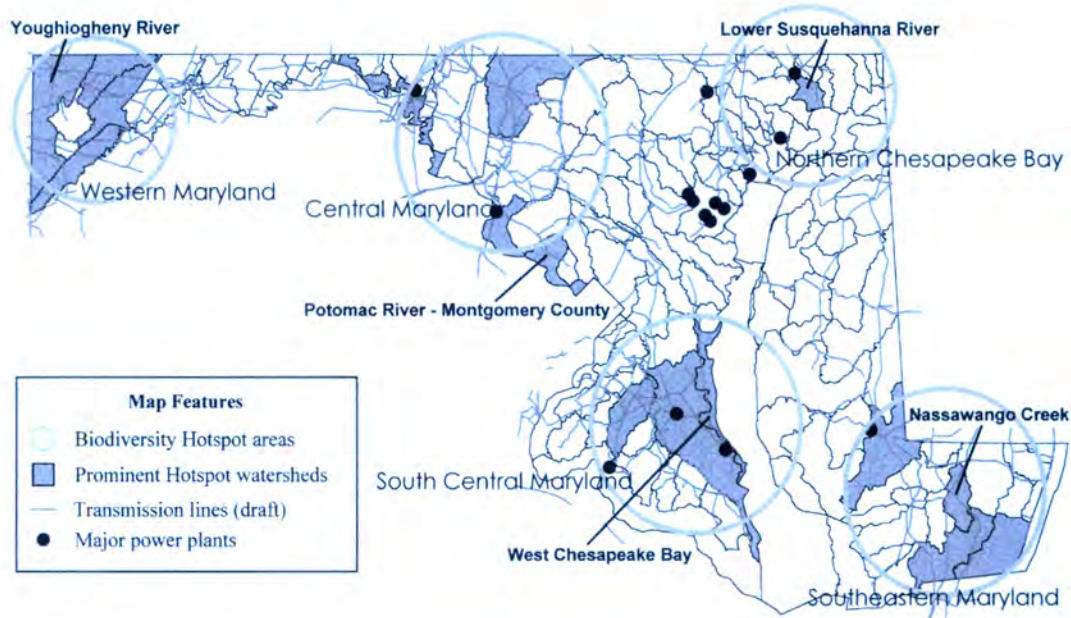 Youghiogheny River
Lower Susquehanna River
Northern Chesapeake Bay
Western Maryland
Central Maryland
Potomac River - Montgomery County
Map Features
Biodiversity Hotspot areas
Prominent Hotspot watersheds
Transmission lines (draft)
Major power plants
Nassawango Creek
South Central Maryland
West Chesapeake Bay
Southeastern Maryland